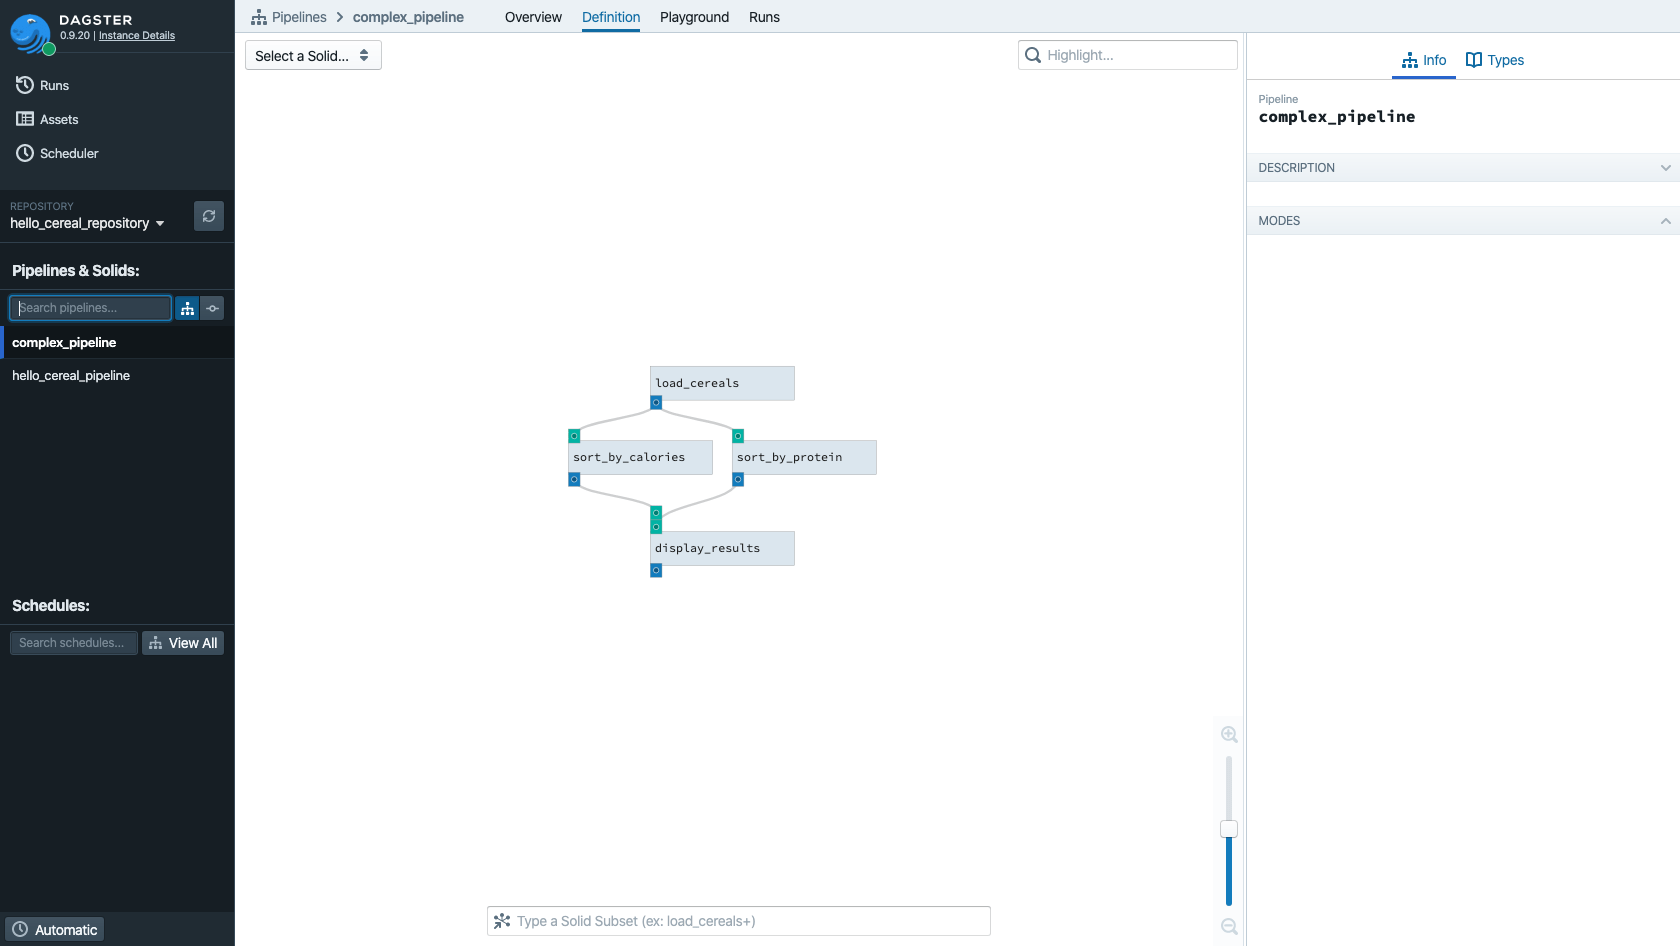 DAGSTER
0.9.20 | Instance Details
Runs
Assets
Scheduler
REPOSITORY
hello_cereal_repository
Pipelines & Solids:
Search pipelines...
complex_pipeline
hello_cereal_pipeline
Schedules:
Search schedules...
View All
Automatic
Pipelines
complex_pipeline
Overview
Definition
Playground
Runs
Select a Solid...
Highlight...
load_cereals
sort_by_calories
sort_by_protein
display_results
Type a Solid Subset (ex: load_cereals+)
Info
Types
Pipeline
complex_pipeline
DESCRIPTION
MODES